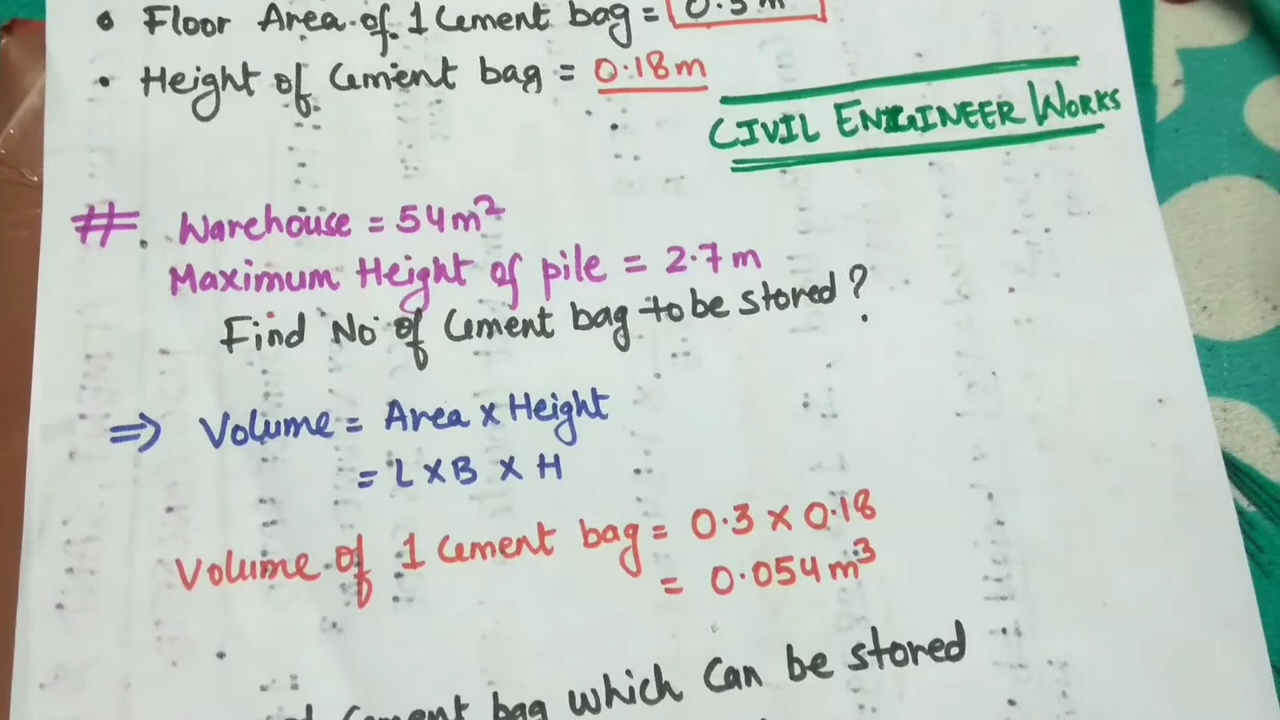 • Floor Area of 1 Cement bag = 0.3 m
• Height of Cement bag = 0.18m
CIVIL ENGINEER WORKS
#. Warehouse = 54m²
Maximum Height of pile = 2.7m
Find No of Cement bag to be stored?
⇒ Volume = Area x Height
= L x B x H
Volume of 1 Cement bag = 0.3 x 0.18
= 0.054m³
Cement bag which can be stored